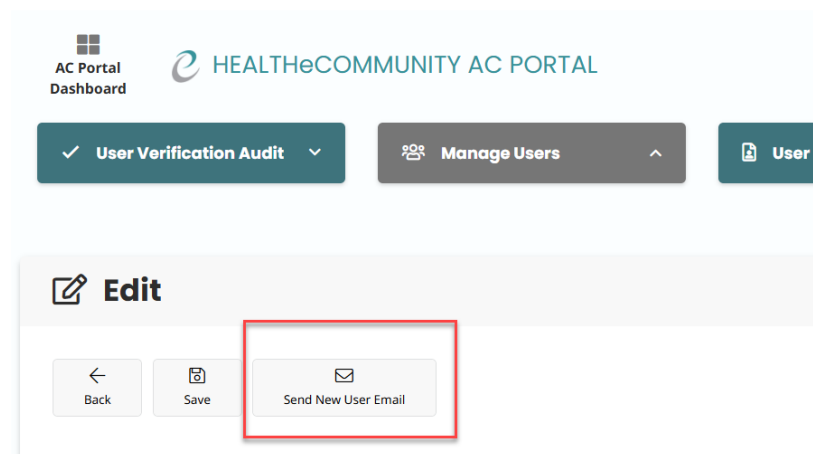 AC Portal
Dashboard
HEALTHeCOMMUNITY AC PORTAL
User Verification Audit
Manage Users
User
Edit
Back
Save
Send New User Email